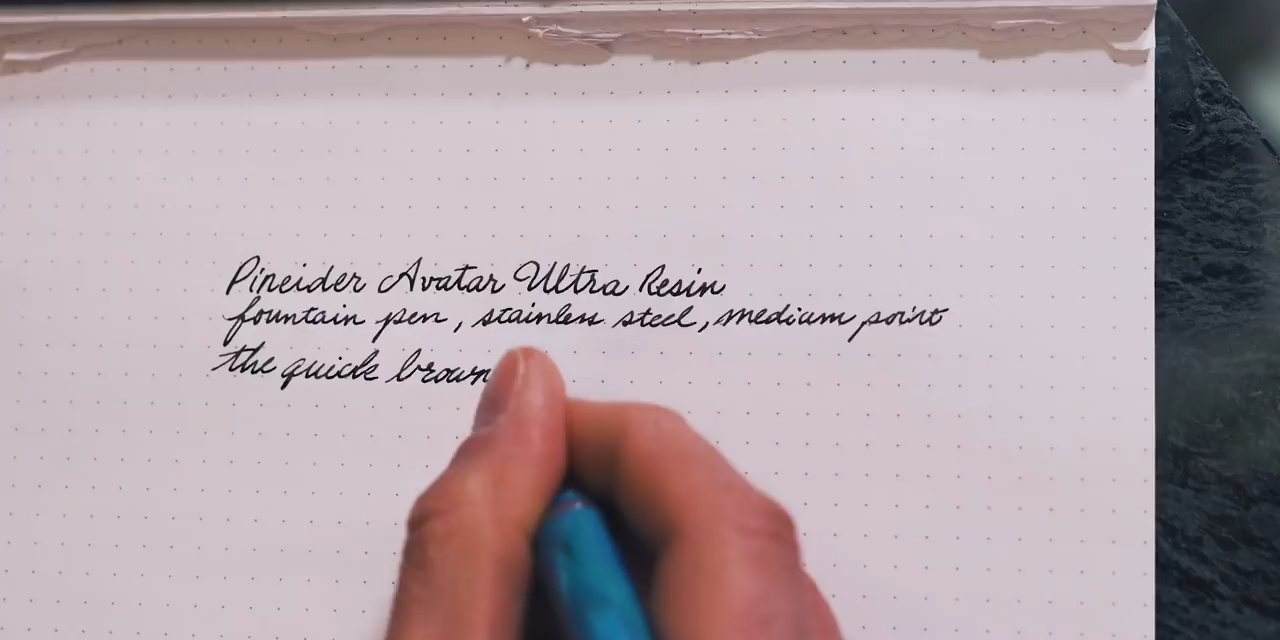 Pineider Avatar Ultra Resin
fountain pen, stainless steel, medium point
the quick brown